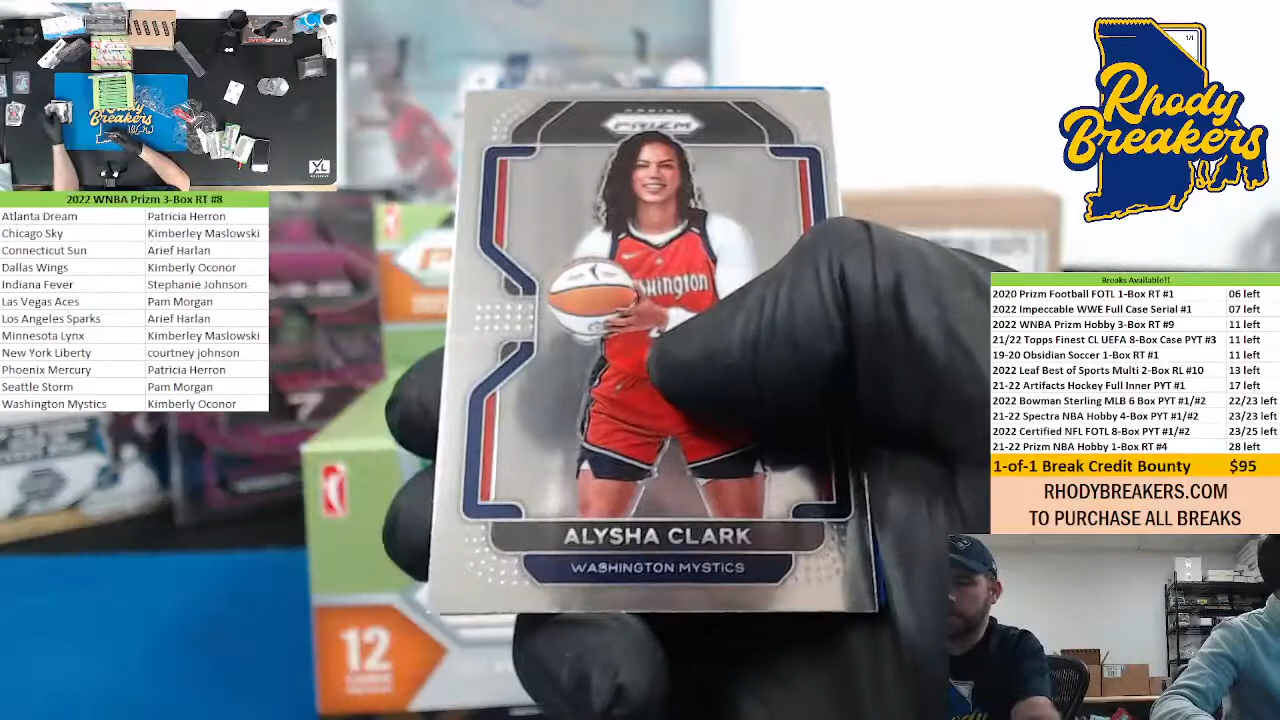 2022 WNBA Prizm 3-Box RT #8
Atlanta Dream Patricia Herron
Chicago Sky Kimberley Maslowski
Connecticut Sun Arief Harlan
Dallas Wings Kimberly Oconor
Indiana Fever Stephanie Johnson
Las Vegas Aces Pam Morgan
Los Angeles Sparks Arief Harlan
Minnesota Lynx Kimberley Maslowski
New York Liberty courtney johnson
Phoenix Mercury Patricia Herron
Seattle Storm Pam Morgan
Washington Mystics Kimberly Oconor
Rhody
Breakers
PRIZM
ALYSHA CLARK
WASHINGTON MYSTICS
12
1/1
Rhody
Breakers
Breaks Available!!
2020 Prizm Football FOTL 1-Box RT #1 06 left
2022 Impeccable WWE Full Case Serial #1 07 left
2022 WNBA Prizm Hobby 3-Box RT #9 11 left
21/22 Topps Finest CL UEFA 8-Box Case PYT #3 11 left
19-20 Obsidian Soccer 1-Box RT #1 11 left
2022 Leaf Best of Sports Multi 2-Box RL #10 13 left
21-22 Artifacts Hockey Full Inner PYT #1 17 left
2022 Bowman Sterling MLB 6 Box PYT #1/#2 22/23 left
21-22 Spectra NBA Hobby 4-Box PYT #1/#2 23/23 left
2022 Certified NFL FOTL 8-Box PYT #1/#2 23/25 left
21-22 Prizm NBA Hobby 1-Box RT #4 28 left
1-of-1 Break Credit Bounty $95
RHODYBREAKERS.COM
TO PURCHASE ALL BREAKS